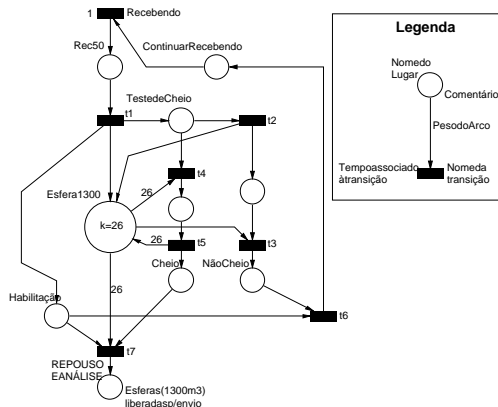 1 Recebendo
Rec50
ContinuarRecebendo
TestedeCheio
t1
t2
t4
26
Esfera1300
k=26
26
t5
t3
Cheio
NãoCheio
26
Habilitação
t6
t7
REPOUSO
EANÁLISE
Esferas(1300m3)
liberadasp/envio
Legenda
Nomedo
Lugar
Comentário
PesodoArco
Tempoassociado
àtransição
Nomeda
transição